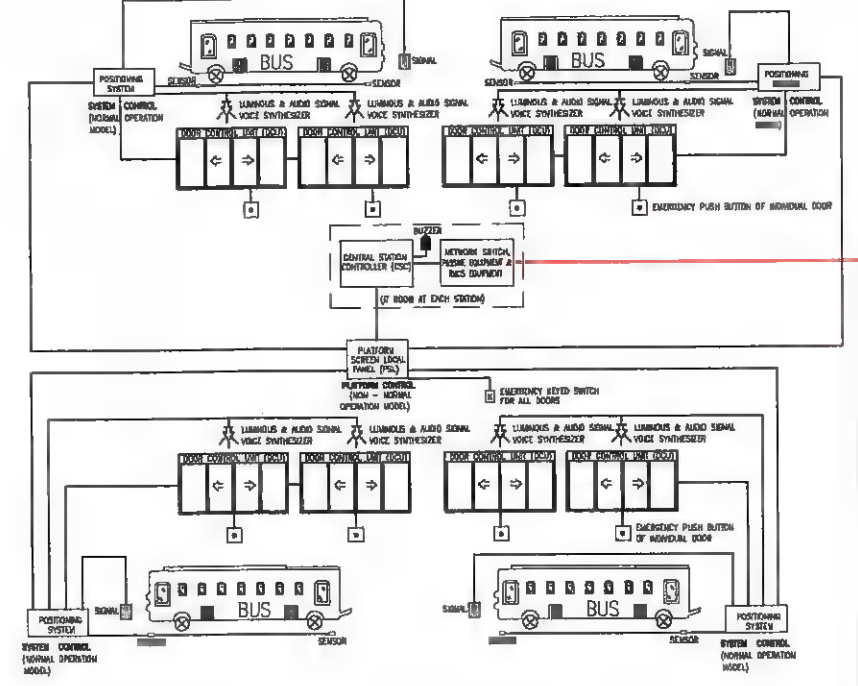 BUS
SIGNAL
POSITIONING
SYSTEM
SENSOR
SENSOR
SYSTEM CONTROL
(NORMAL OPERATION
MODEL)
LUMINOUS & AUDIO SIGNAL
VOICE SYNTHESIZER
LUMINOUS & AUDIO SIGNAL
VOICE SYNTHESIZER
DOOR CONTROL UNIT (DCU)
DOOR CONTROL UNIT (DCU)
BUS
SIGNAL
SENSOR
POSITIONING
SYSTEM CONTROL
(NORMAL OPERATION
LUMINOUS & AUDIO SIGNAL
VOICE SYNTHESIZER
LUMINOUS & AUDIO SIGNAL
VOICE SYNTHESIZER
DOOR CONTROL UNIT (DCU)
DOOR CONTROL UNIT (DCU)
EMERGENCY PUSH BUTTON OF INDIVIDUAL DOOR
BUZZER
CENTRAL STATION
CONTROLLER (CSC)
NETWORK SWITCH,
PASSIVE EQUIPMENT &
RACKS EQUIPMENT
(IT ROOM AT EACH STATION)
PLATFORM
SCREEN LOCAL
PANEL (PSL)
PLATFORM CONTROL
(NON - NORMAL
OPERATION MODEL)
EMERGENCY KEYED SWITCH
FOR ALL DOORS
LUMINOUS & AUDIO SIGNAL
VOICE SYNTHESIZER
LUMINOUS & AUDIO SIGNAL
VOICE SYNTHESIZER
DOOR CONTROL UNIT (DCU)
DOOR CONTROL UNIT (DCU)
LUMINOUS & AUDIO SIGNAL
VOICE SYNTHESIZER
LUMINOUS & AUDIO SIGNAL
VOICE SYNTHESIZER
DOOR CONTROL UNIT (DCU)
DOOR CONTROL UNIT (DCU)
EMERGENCY PUSH BUTTON
OF INDIVIDUAL DOOR
SIGNAL
BUS
POSITIONING
SYSTEM
SENSOR
SYSTEM CONTROL
(NORMAL OPERATION
MODEL)
SIGNAL
BUS
POSITIONING
SYSTEM
SENSOR
SYSTEM CONTROL
(NORMAL OPERATION
MODEL)